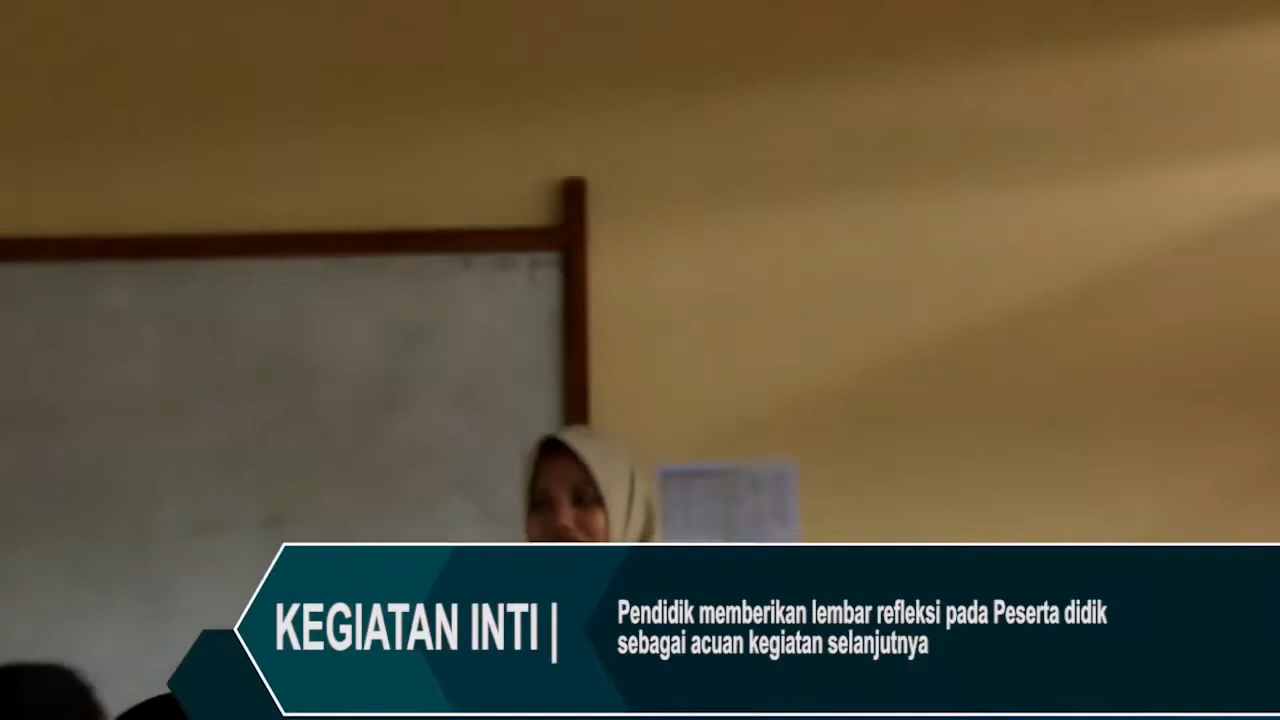 KEGIATAN INTI |
Pendidik memberikan lembar refleksi pada Peserta didik
sebagai acuan kegiatan selanjutnya